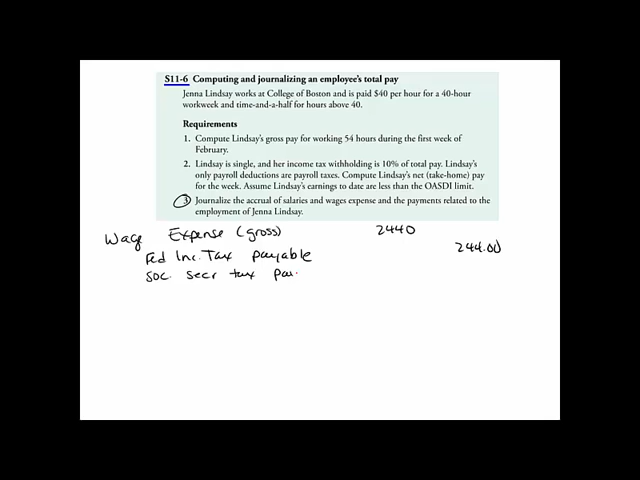 S11-6 Computing and journalizing an employee's total pay
Jenna Lindsay works at College of Boston and is paid $40 per hour for a 40-hour
workweek and time-and-a-half for hours above 40.
Requirements
1. Compute Lindsay's gross pay for working 54 hours during the first week of
February.
2. Lindsay is single, and her income tax withholding is 10% of total pay. Lindsay's
only payroll deductions are payroll taxes. Compute Lindsay's net (take-home) pay
for the week. Assume Lindsay's earnings to date are less than the OASDI limit.
3. Journalize the accrual of salaries and wages expense and the payments related to the
employment of Jenna Lindsay.
Wage Expense (gross) 2440
Fed Inc. Tax payable 244.00
Soc. secr tax pay